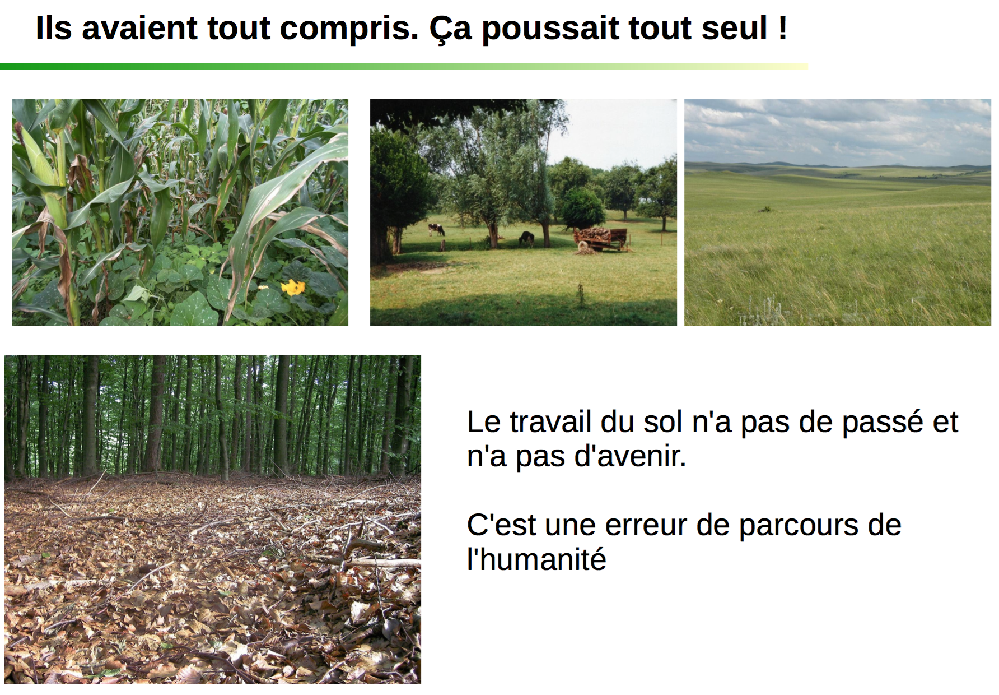 Ils avaient tout compris. Ça poussait tout seul !
Le travail du sol n'a pas de passé et
n'a pas d'avenir.
C'est une erreur de parcours de
l'humanité